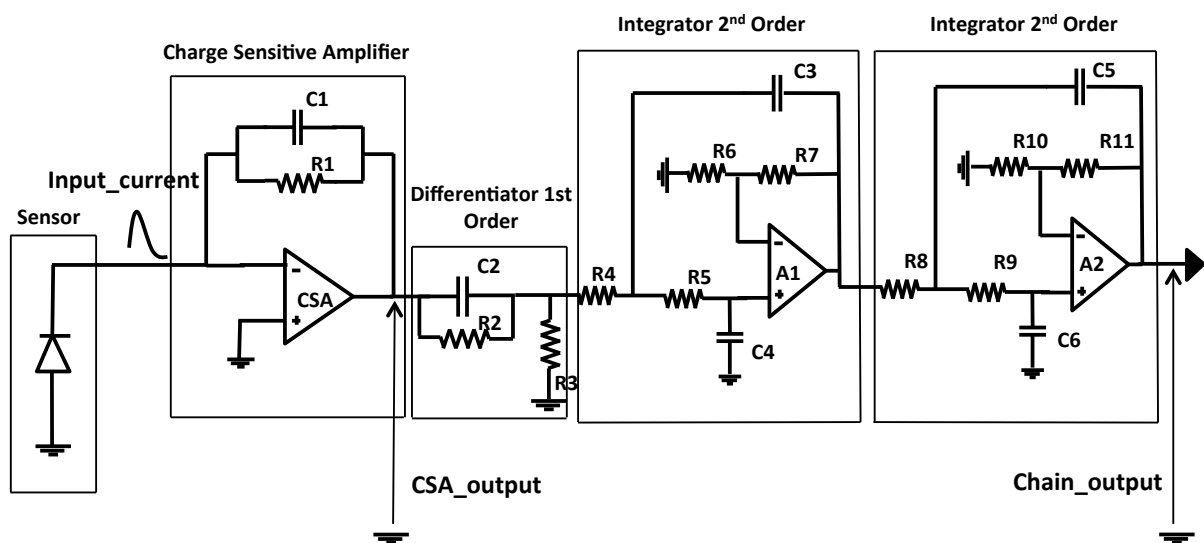 Integrator 2nd Order
Integrator 2nd Order
Charge Sensitive Amplifier
C1
R1
C3
C5
R6
R7
R10
R11
Input_current
Sensor
Differentiator 1st
Order
C2
R2
R3
CSA
-
+
R4
R5
A1
-
+
C4
R8
R9
A2
-
+
C6
CSA_output
Chain_output